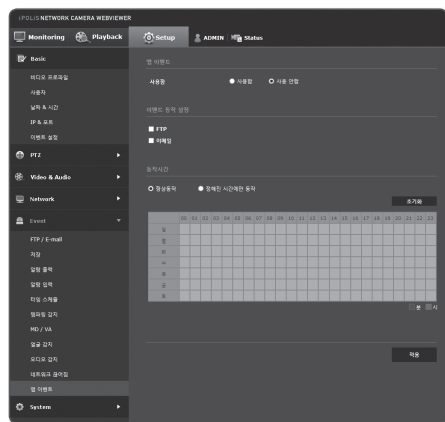 iPOLiS NETWORK CAMERA WEBVIEWER
Monitoring Playback Setup ADMIN Status
Basic
비디오 프로파일
사용자
날짜 & 시간
IP & 포트
이벤트 설정
PTZ
Video & Audio
Network
Event
FTP / E-mail
저장
알람 출력
알람 입력
타임 스케쥴
탬퍼링 감지
MD / VA
얼굴 감지
오디오 감지
네트워크 끊어짐
앱 이벤트
System
앱 이벤트
사용함 사용함 사용 안함
이벤트 동작 설정
FTP
이메일
동작시간
항상동작 정해진 시간에만 동작
초기화
00 01 02 03 04 05 06 07 08 09 10 11 12 13 14 15 16 17 18 19 20 21 22 23
일
월
화
수
목
금
토
분 시
적용